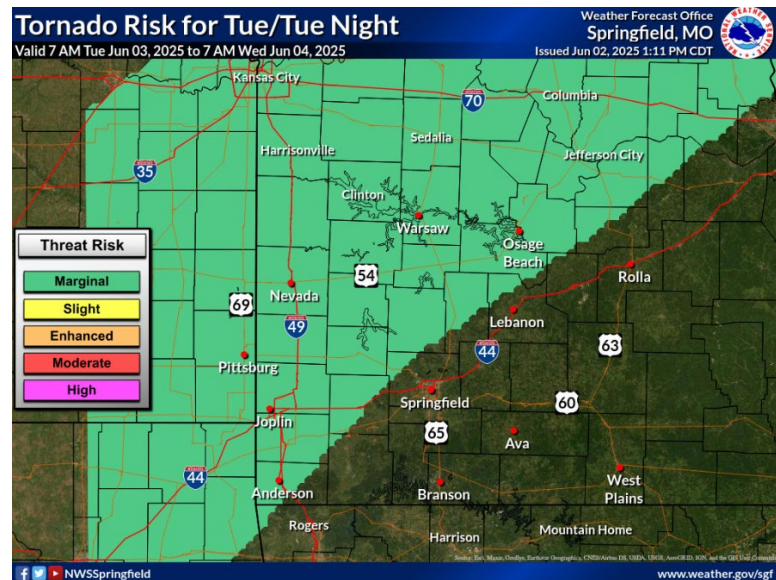 Tornado Risk for Tue/Tue Night
Valid 7 AM Tue Jun 03, 2025 to 7 AM Wed Jun 04, 2025
Weather Forecast Office
Springfield, MO
Issued Jun 02, 2025 1:11 PM CDT
Kansas City
70
Columbia
Sedalia
Harrisonville
Jefferson City
35
Clinton
Warsaw
Osage
Beach
Threat Risk
Marginal
Slight
Enhanced
Moderate
High
54
Rolla
Nevada
69
49
Lebanon
63
44
Pittsburg
Springfield
60
Joplin
65
Ava
44
Anderson
Branson
West
Plains
Rogers
Harrison
Mountain Home
NWSSpringfield
www.weather.gov/sgf